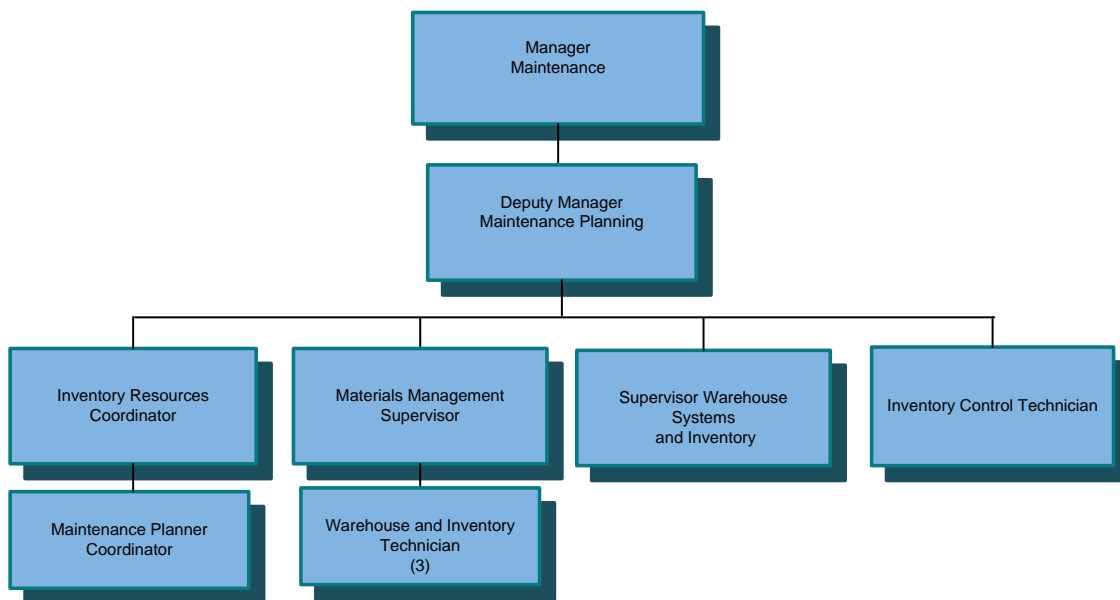 Manager
Maintenance
Deputy Manager
Maintenance Planning
Inventory Resources
Coordinator
Materials Management
Supervisor
Supervisor Warehouse
Systems
and Inventory
Inventory Control Technician
Maintenance Planner
Coordinator
Warehouse and Inventory
Technician
(3)